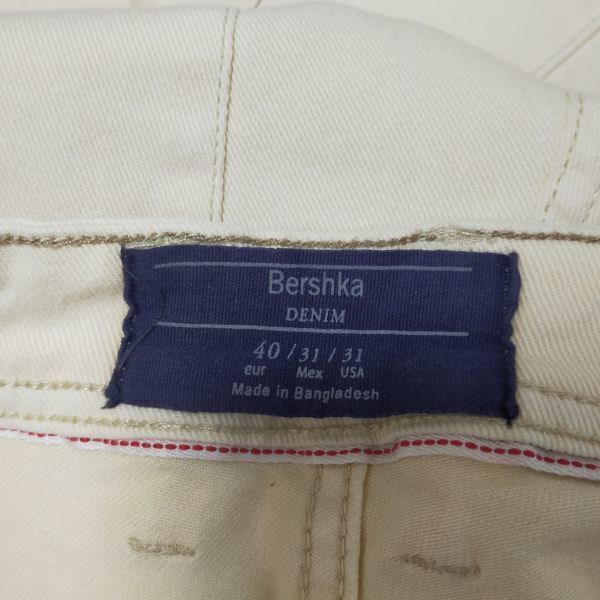 Bershka
DENIM
40 / 31 / 31
eur Mex USA
Made in Bangladesh